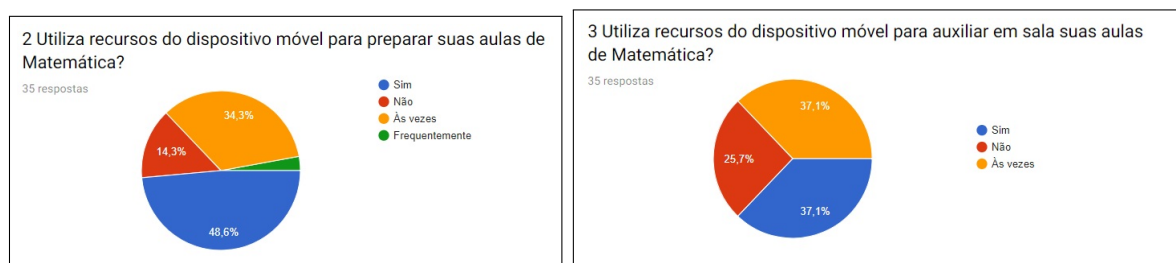 2 Utiliza recursos do dispositivo móvel para preparar suas aulas de
Matemática?
35 respostas
Sim
Não
Às vezes
Frequentemente
34,3%
14,3%
48,6%
3 Utiliza recursos do dispositivo móvel para auxiliar em sala suas aulas
de Matemática?
35 respostas
37,1%
25,7%
37,1%
Sim
Não
Às vezes